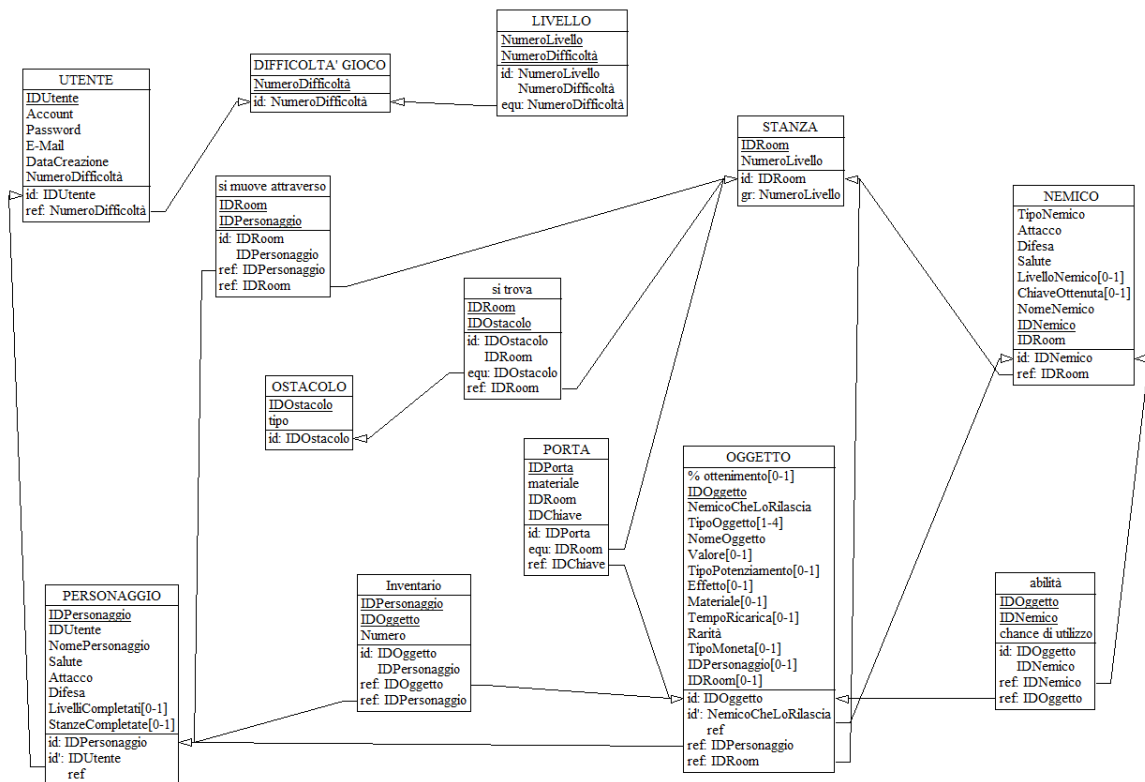 LIVELLO
NumeroLivello
NumeroDifficoltà
id: NumeroLivello
NumeroDifficoltà
equ: NumeroDifficoltà
DIFFICOLTA' GIOCO
NumeroDifficoltà
id: NumeroDifficoltà
UTENTE
IDUtente
Account
Password
E-Mail
DataCreazione
NumeroDifficoltà
id: IDUtente
ref: NumeroDifficoltà
STANZA
IDRoom
NumeroLivello
id: IDRoom
gr: NumeroLivello
si muove attraverso
IDRoom
IDPersonaggio
id: IDRoom
IDPersonaggio
ref: IDPersonaggio
ref: IDRoom
NEMICO
TipoNemico
Attacco
Difesa
Salute
LivelloNemico[0-1]
ChiaveOttenuta[0-1]
NomeNemico
IDNemico
IDRoom
id: IDNemico
ref: IDRoom
si trova
IDRoom
IDOstacolo
id: IDOstacolo
IDRoom
equ: IDOstacolo
ref: IDRoom
OSTACOLO
IDOstacolo
tipo
id: IDOstacolo
PORTA
IDPorta
materiale
IDRoom
IDChiave
id: IDPorta
equ: IDRoom
ref: IDChiave
OGGETTO
% ottenimento[0-1]
IDOggetto
NemicoCheLoRilascia
TipoOggetto[1-4]
NomeOggetto
Valore[0-1]
TipoPotenziamento[0-1]
Effetto[0-1]
Materiale[0-1]
TempoRicarica[0-1]
Rarità
TipoMoneta[0-1]
IDPersonaggio[0-1]
IDRoom[0-1]
id: IDOggetto
id': NemicoCheLoRilascia
ref
ref: IDPersonaggio
ref: IDRoom
PERSONAGGIO
IDPersonaggio
IDUtente
NomePersonaggio
Salute
Attacco
Difesa
LivelliCompletati[0-1]
StanzeCompletate[0-1]
id: IDPersonaggio
id': IDUtente
ref
Inventario
IDPersonaggio
IDOggetto
Numero
id: IDOggetto
IDPersonaggio
ref: IDOggetto
ref: IDPersonaggio
abilità
IDOggetto
IDNemico
chance di utilizzo
id: IDOggetto
IDNemico
ref: IDNemico
ref: IDOggetto